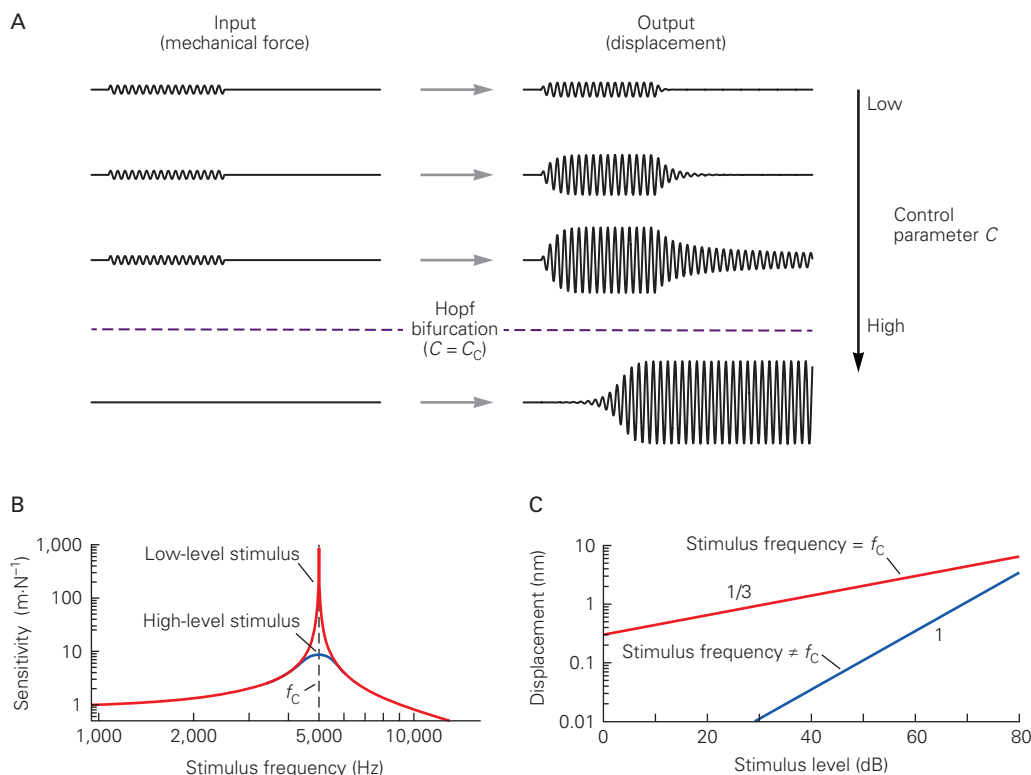 A
Input
(mechanical force)
Output
(displacement)
Low
Control
parameter C
Hopf
bifurcation
(C = C_C)
High
B
1,000
100
10
1
Sensitivity (m·N⁻¹)
Low-level stimulus
High-level stimulus
f_C
1,000
2,000
5,000
10,000
Stimulus frequency (Hz)
C
10
1
0.1
0.01
Displacement (nm)
Stimulus frequency = f_C
1/3
Stimulus frequency ≠ f_C
1
0
20
40
60
80
Stimulus level (dB)